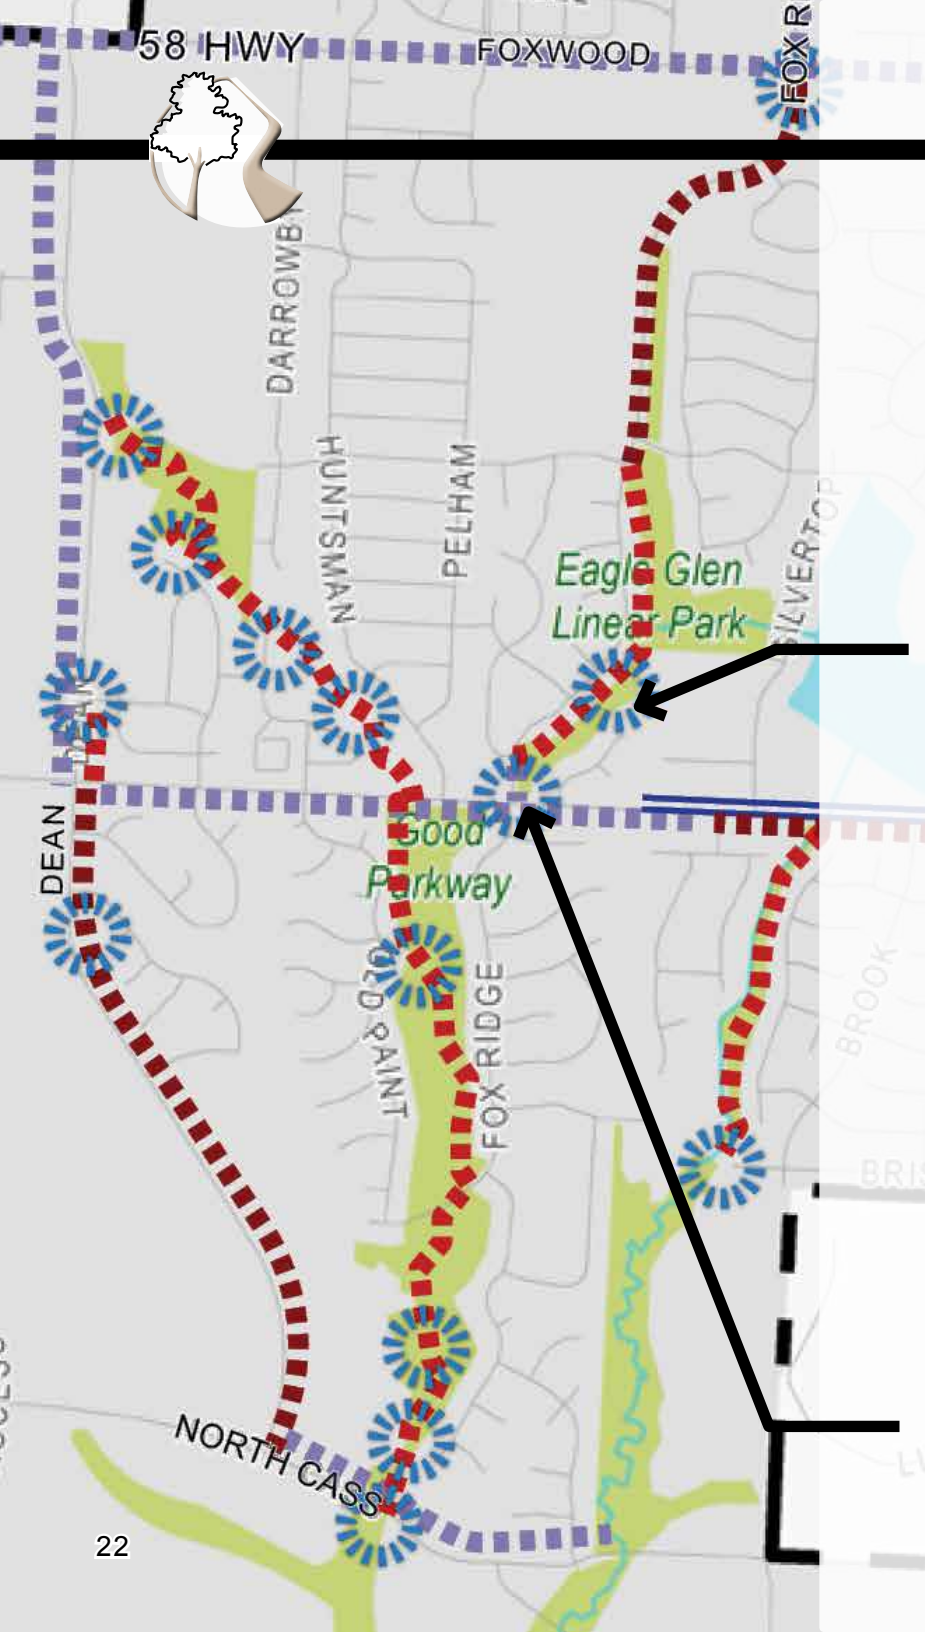 58 HWY
FOXWOOD
FOX R
DARROWBY
HUNTSMAN
PELHAM
SILVERTOP
Eagle Glen
Linear Park
DEAN
DEAN
Good
Parkway
OLD PAINT
FOX RIDGE
BROOK
BRIS
NORTH CASS
22